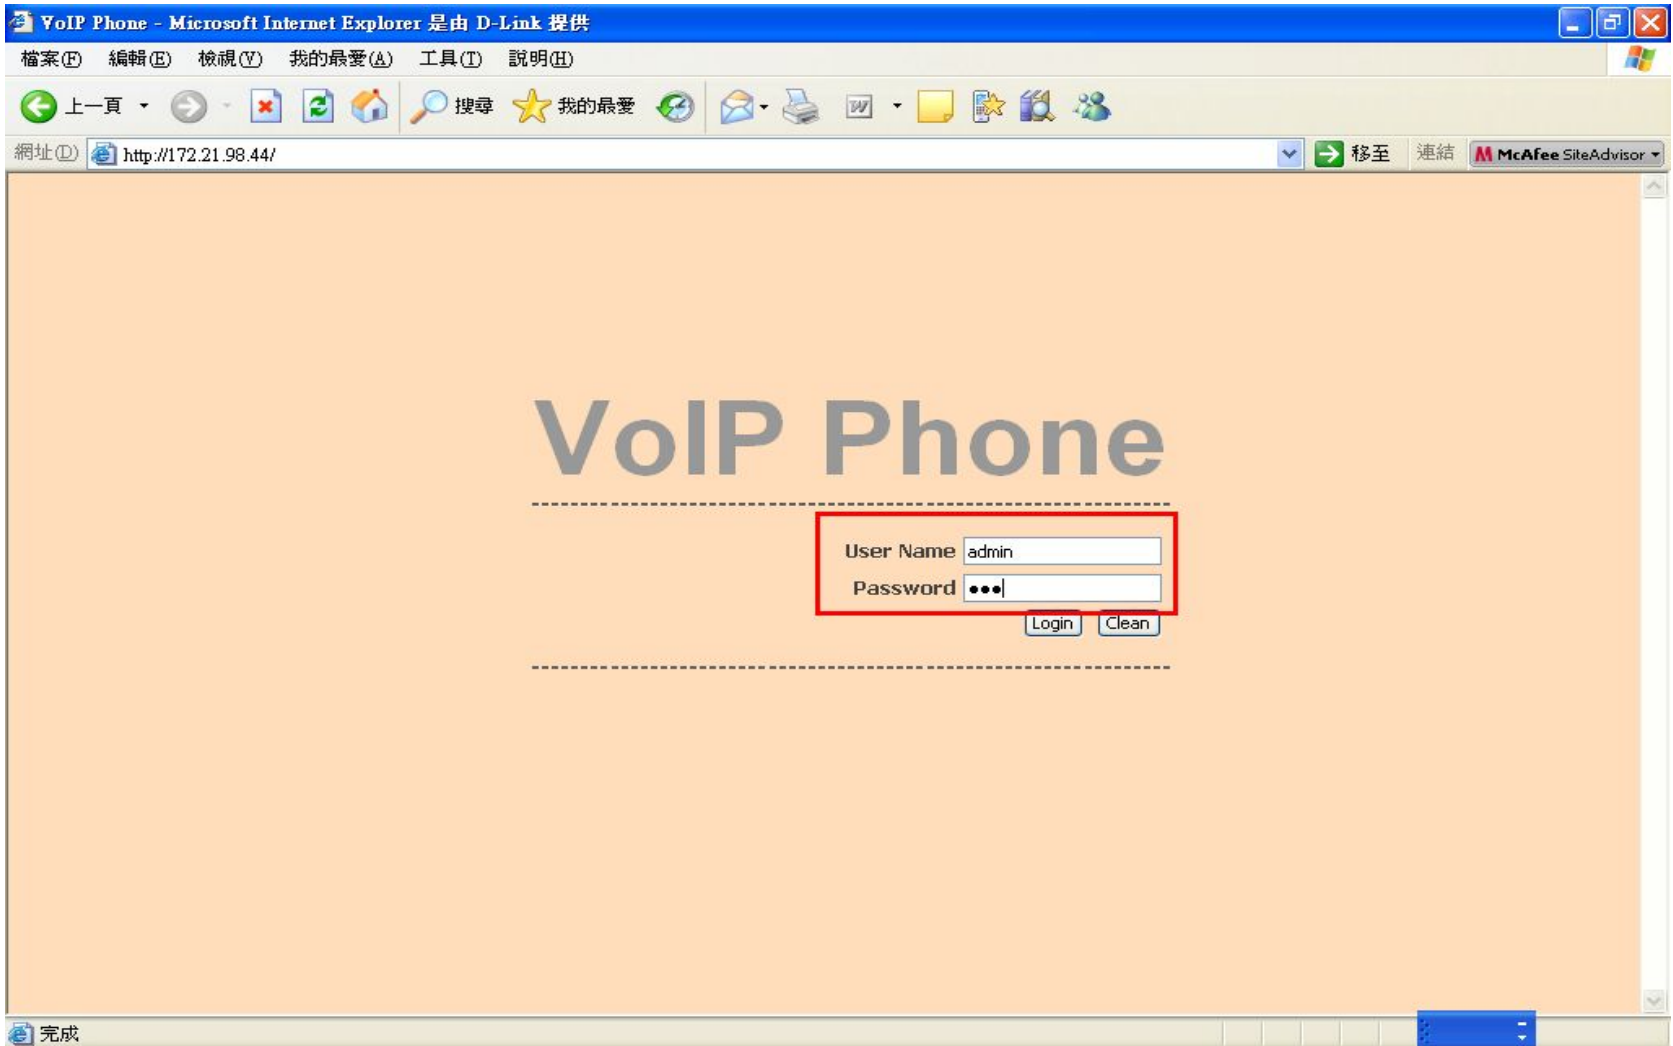 VoIP Phone - Microsoft Internet Explorer 是由 D-Link 提供
檔案(F) 編輯(E) 檢視(V) 我的最愛(A) 工具(T) 說明(H)
上一頁 搜尋 我的最愛
網址(D) http://172.21.98.44/ 移至 連結 McAfee SiteAdvisor
VoIP Phone
User Name admin
Password
Login Clean
完成